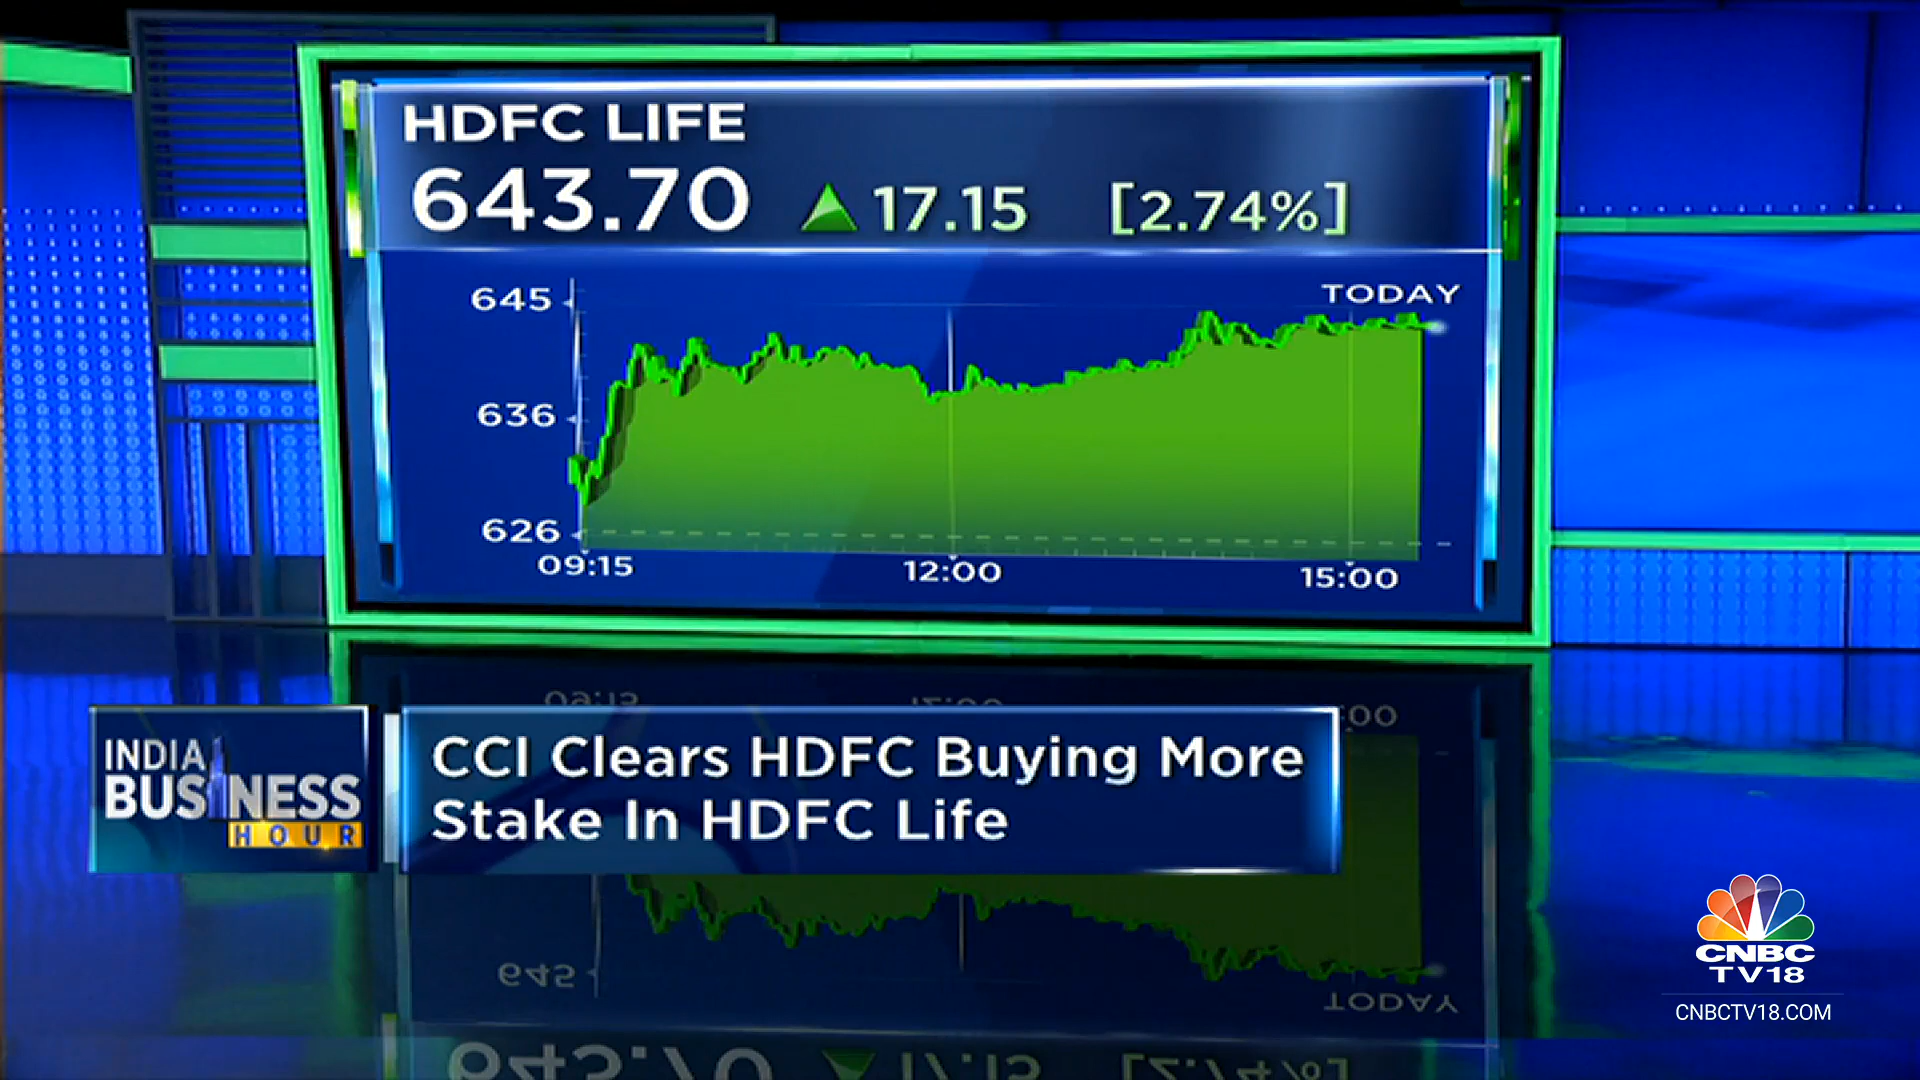 HDFC LIFE
643.70 ▲ 17.15 [2.74%]
TODAY
645
636
626
09:15 12:00 15:00
INDIA
BUSINESS
HOUR
CCI Clears HDFC Buying More
Stake In HDFC Life
CNBC
TV18
CNBCTV18.COM